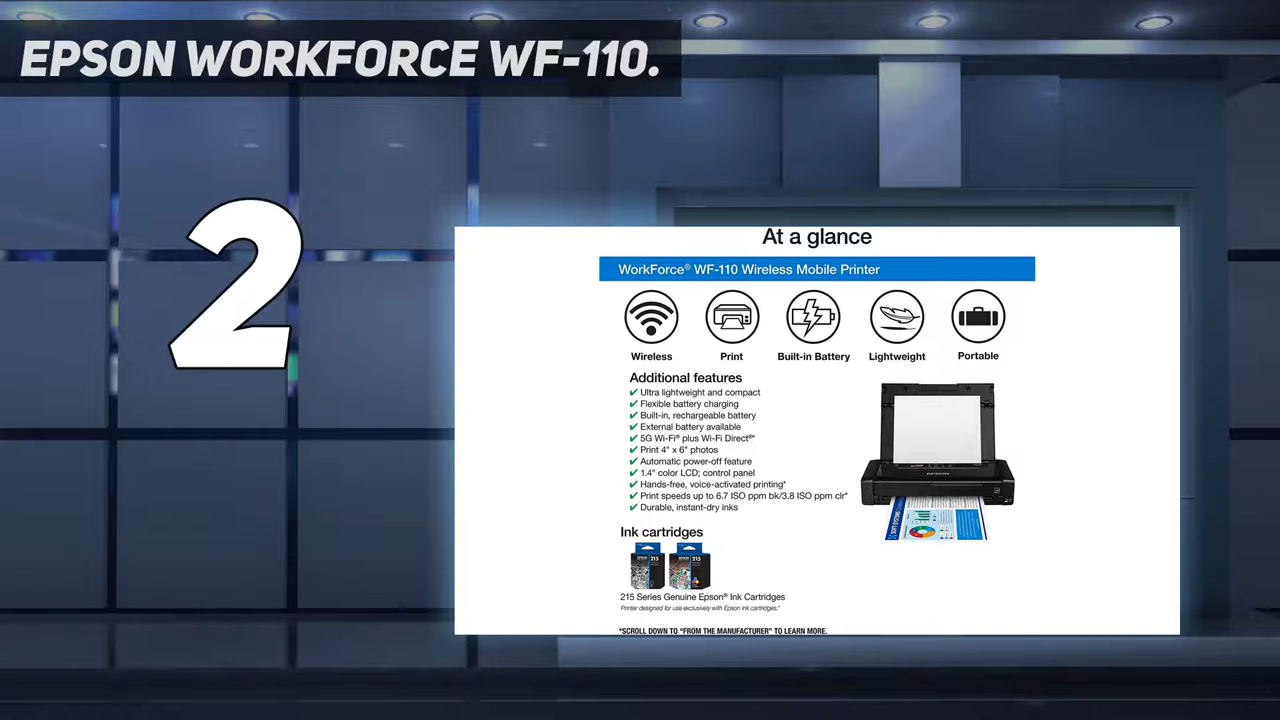 EPSON WORKFORCE WF-110.
2
At a glance
WorkForce® WF-110 Wireless Mobile Printer
Wireless
Print
Built-in Battery
Lightweight
Portable
Additional features
✔ Ultra lightweight and compact
✔ Flexible battery charging
✔ Built-in, rechargeable battery
✔ External battery available
✔ 5G Wi-Fi® plus Wi-Fi Direct®*
✔ Print 4" x 6" photos
✔ Automatic power-off feature
✔ 1.4" color LCD; control panel
✔ Hands-free, voice-activated printing*
✔ Print speeds up to 6.7 ISO ppm bk/3.8 ISO ppm clr*
✔ Durable, instant-dry inks
EPSON
Ink cartridges
215
215
215 Series Genuine Epson® Ink Cartridges
Printer designed for use exclusively with Epson ink cartridges.*
*SCROLL DOWN TO "FROM THE MANUFACTURER" TO LEARN MORE.